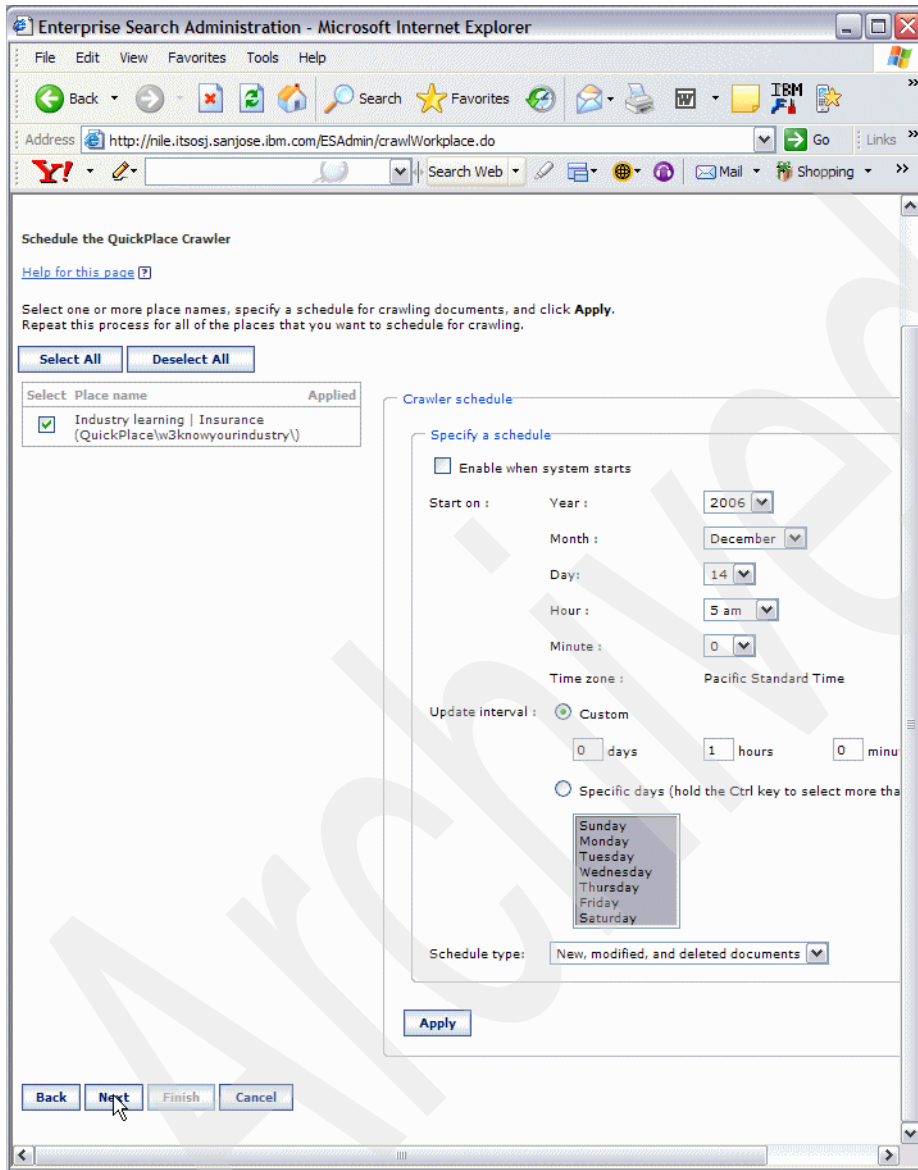 Enterprise Search Administration - Microsoft Internet Explorer
File Edit View Favorites Tools Help
Back Search Favorites IBM
Address http://nile.itsosj.sanjose.ibm.com/ESAdmin/crawlWorkplace.do Go Links »
Y! Search Web Mail Shopping »
Schedule the QuickPlace Crawler
Help for this page ?
Select one or more place names, specify a schedule for crawling documents, and click Apply.
Repeat this process for all of the places that you want to schedule for crawling.
Select All Deselect All
Select Place name Applied
Industry learning | Insurance
(QuickPlace\w3knowyourindustry\)
Crawler schedule
Specify a schedule
Enable when system starts
Start on : Year : 2006
Month : December
Day: 14
Hour : 5 am
Minute : 0
Time zone : Pacific Standard Time
Update interval : Custom
0 days 1 hours 0 minu
Specific days (hold the Ctrl key to select more tha
Sunday
Monday
Tuesday
Wednesday
Thursday
Friday
Saturday
Schedule type: New, modified, and deleted documents
Apply
Back Next Finish Cancel
Archived